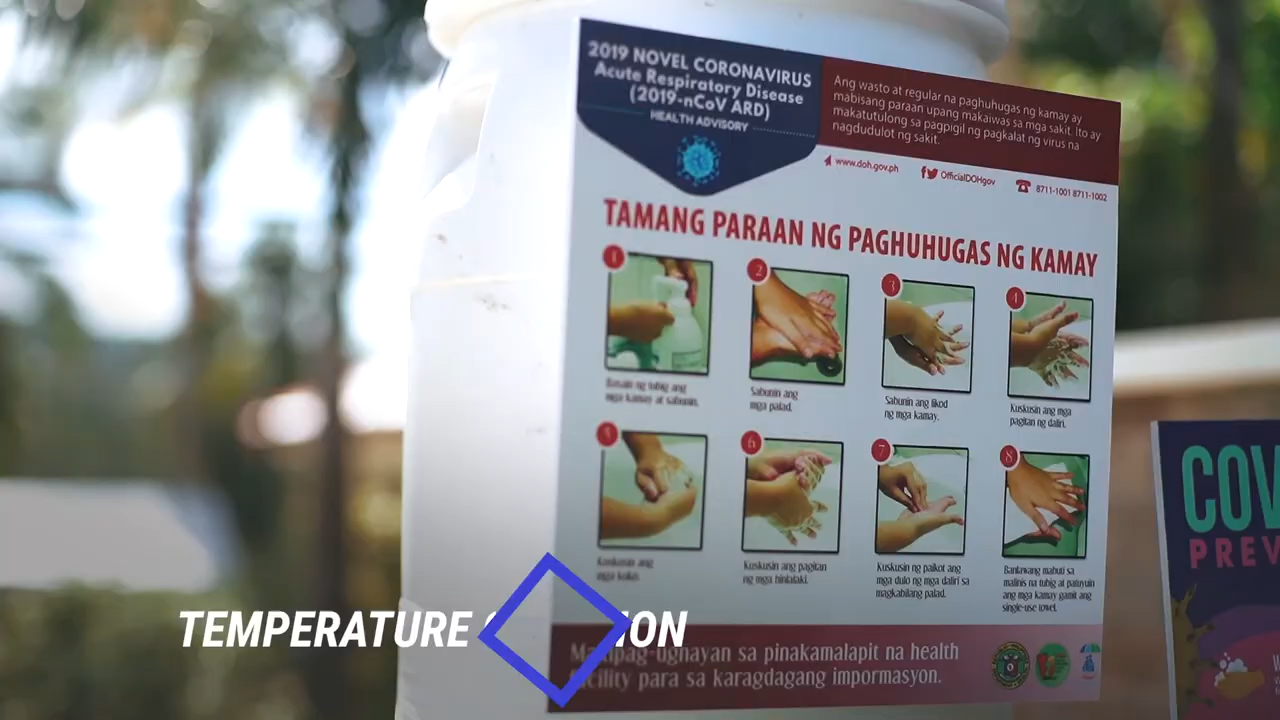 2019 NOVEL CORONAVIRUS
Acute Respiratory Disease
(2019-nCoV ARD)
HEALTH ADVISORY
Ang wasto at regular na paghuhugas ng kamay ay
mabisang paraan upang makaiwas sa mga sakit. Ito ay
makatutulong sa pagpigil ng pagkalat ng virus na
nagdudulot ng sakit.
www.doh.gov.ph
OfficialDOHgov
8711-1001 8711-1002
TAMANG PARAAN NG PAGHUHUGAS NG KAMAY
1
2
3
4
Basain ng tubig ang
mga kamay at sabunin.
Sabunin ang
mga palad.
Sabunin ang likod
ng mga kamay.
Kuskusin ang mga
pagitan ng daliri.
5
6
7
8
Kuskusin ang
mga kuko.
Kuskusin ang pagitan
ng mga hinlalaki.
Kuskusin ng paikot ang
mga dulo ng mga daliri sa
magkabilang palad.
Banlawang mabuti sa
malinis na tubig at patuyuin
ang mga kamay gamit ang
single-use towel.
ugnayan sa pinakamalapit na health
para sa karagdagang impormasyon.
TEMPERATURE
COV
PREV